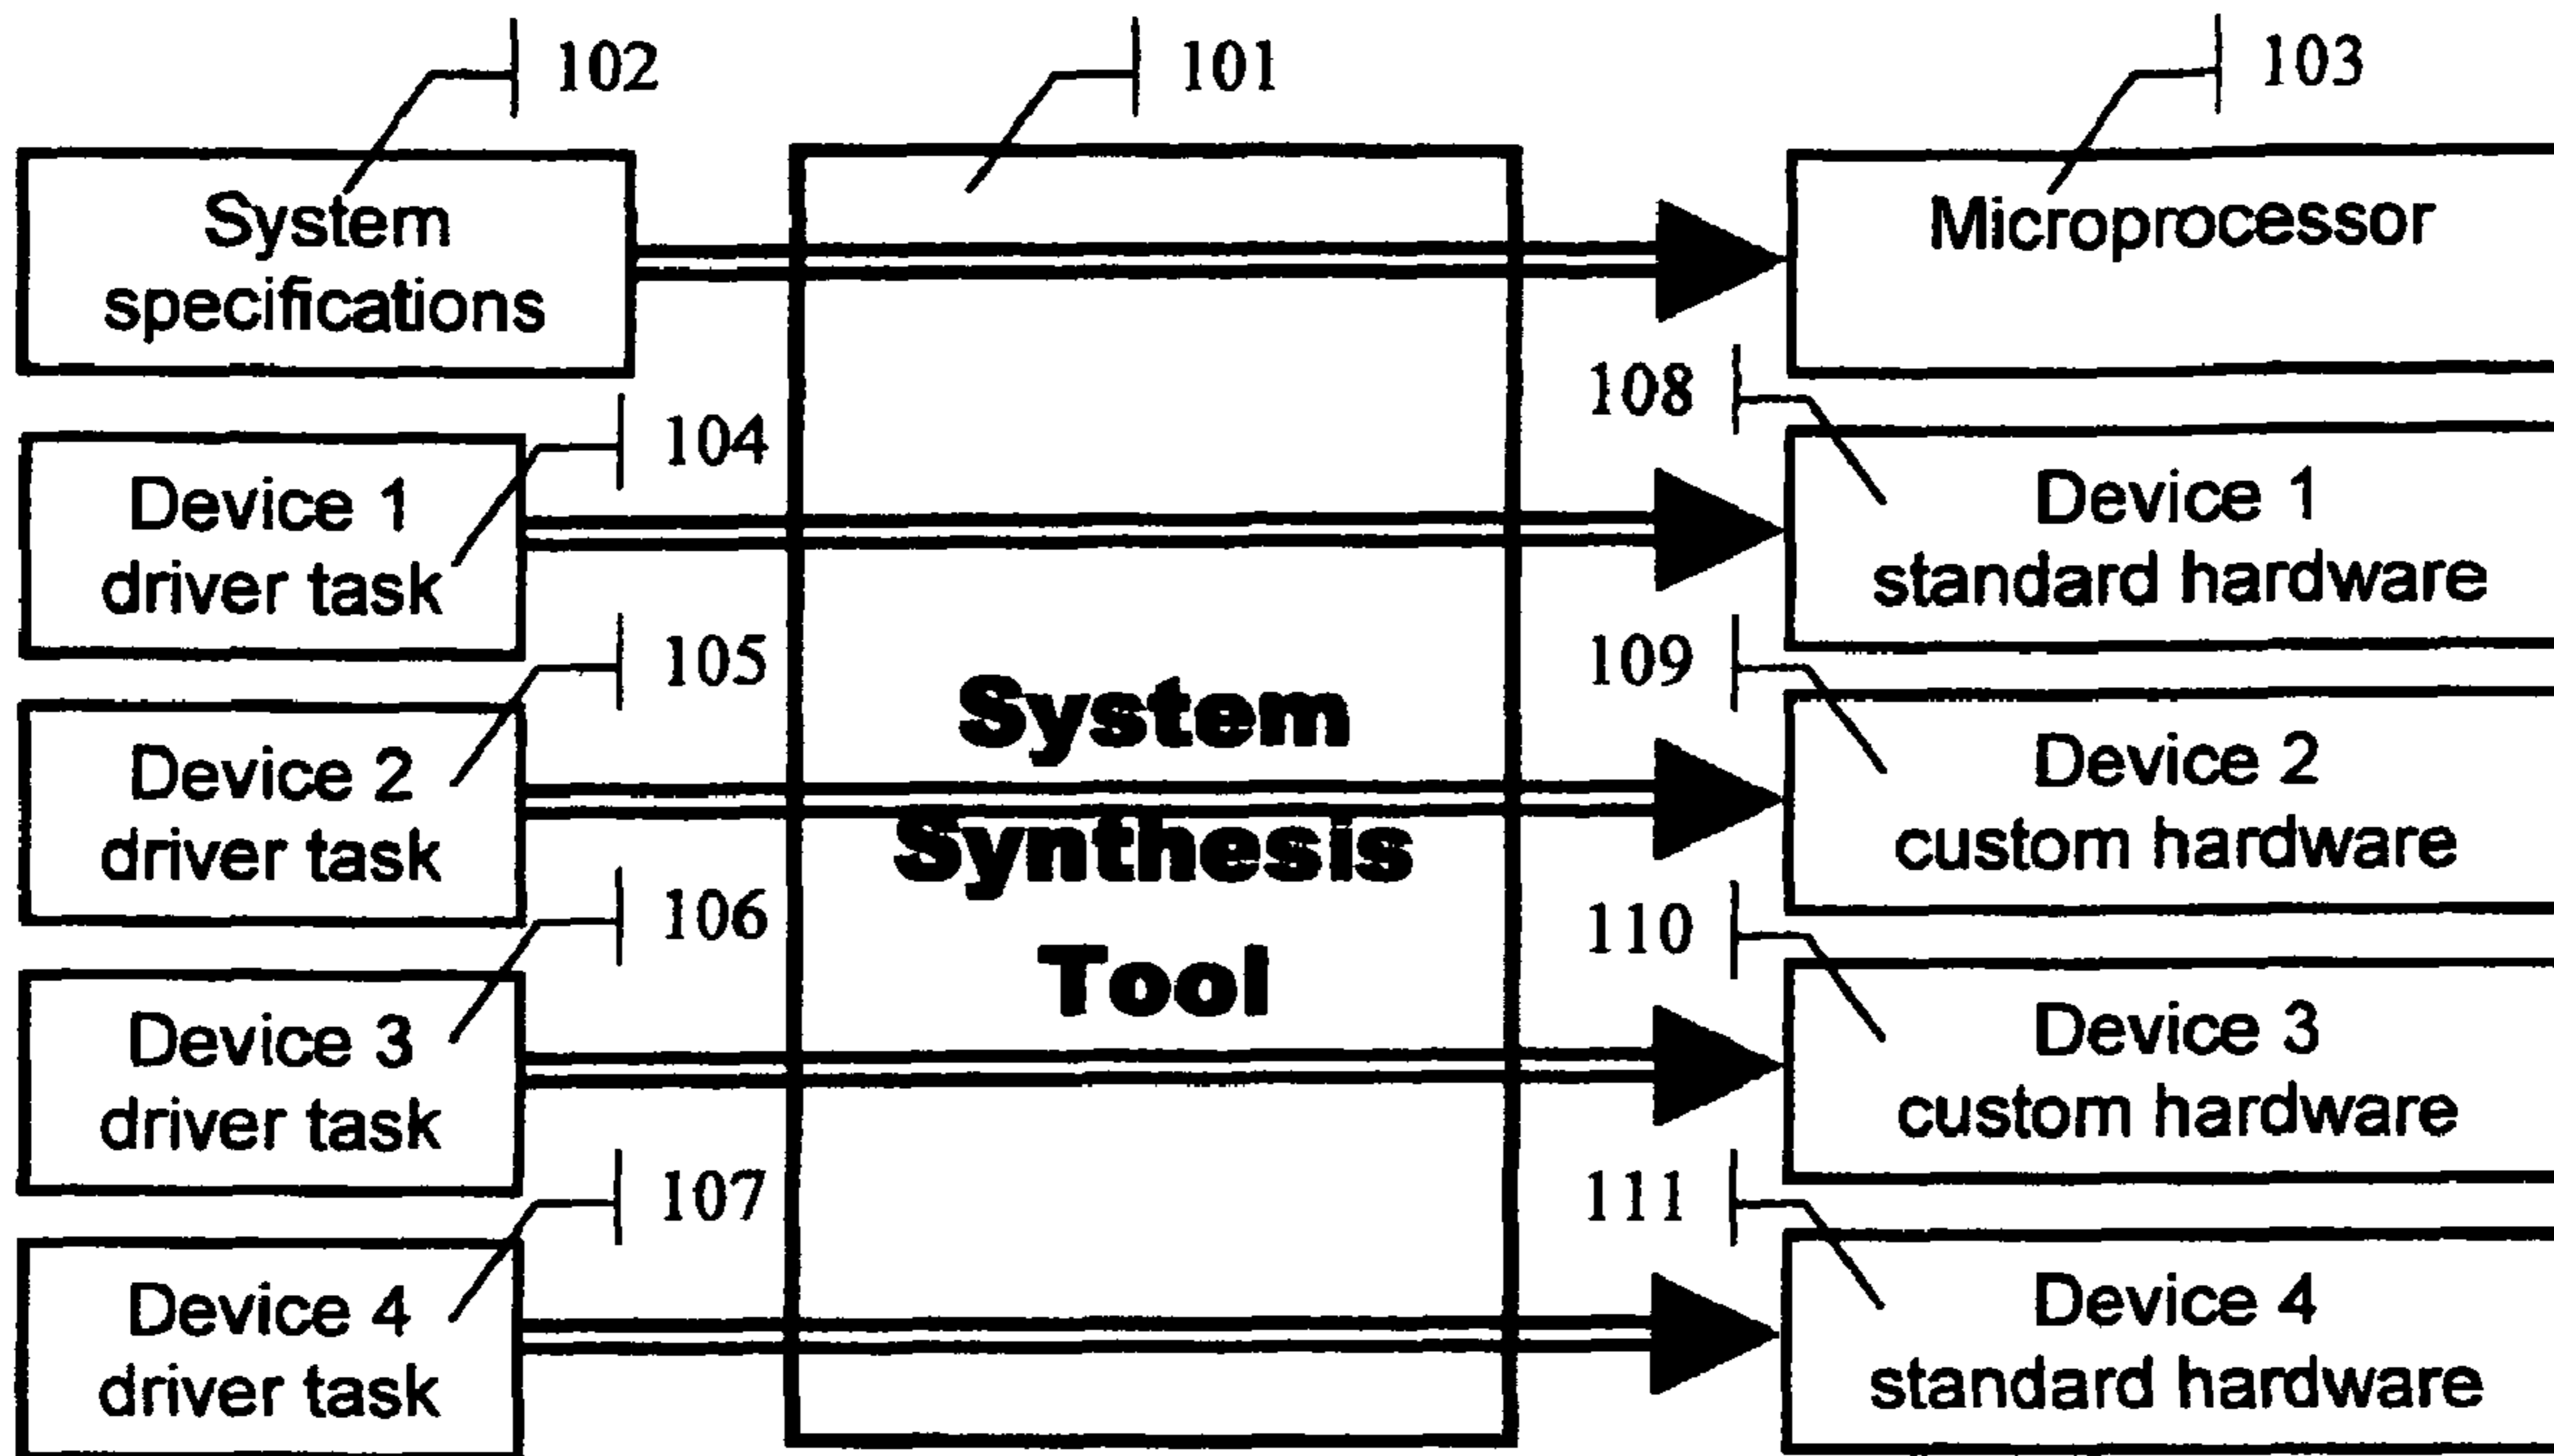 102
101
103
System
specifications
Microprocessor
104
108
Device 1
driver task
Device 1
standard hardware
105
109
System
Synthesis
Tool
Device 2
driver task
Device 2
custom hardware
106
110
Device 3
driver task
Device 3
custom hardware
107
111
Device 4
driver task
Device 4
standard hardware